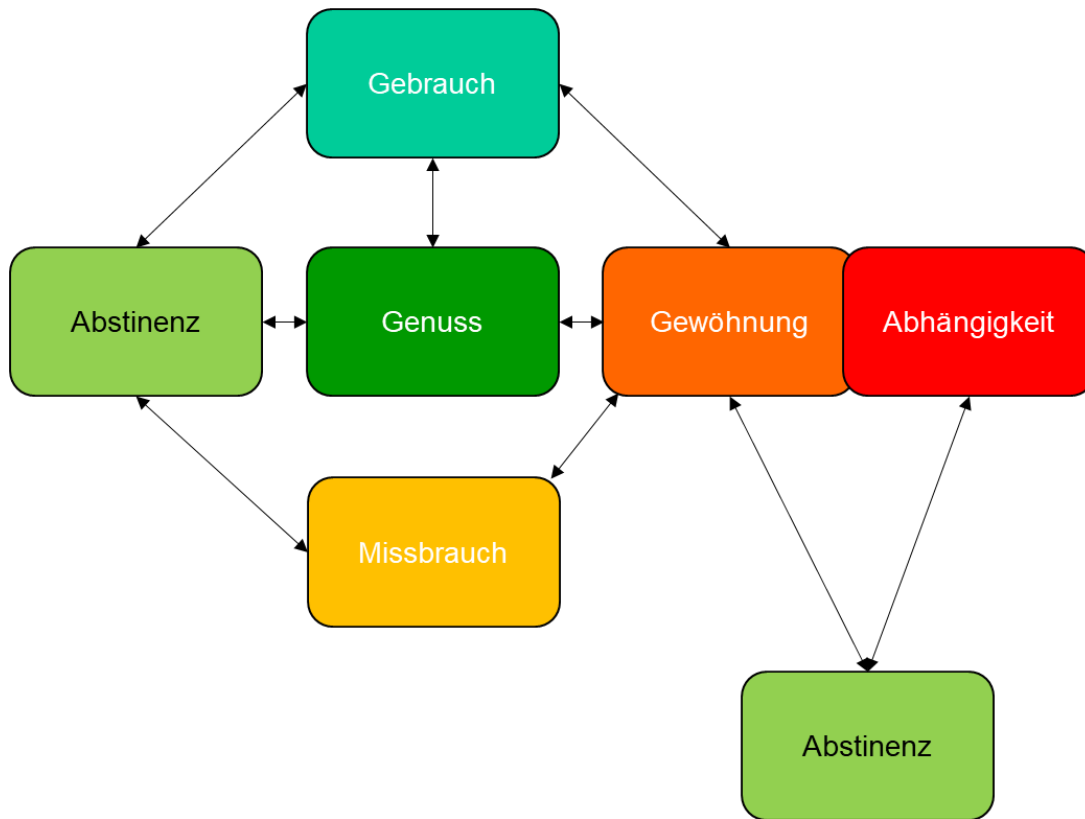 Gebrauch
Abstinenz
Genuss
Gewöhnung
Abhängigkeit
Missbrauch
Abstinenz